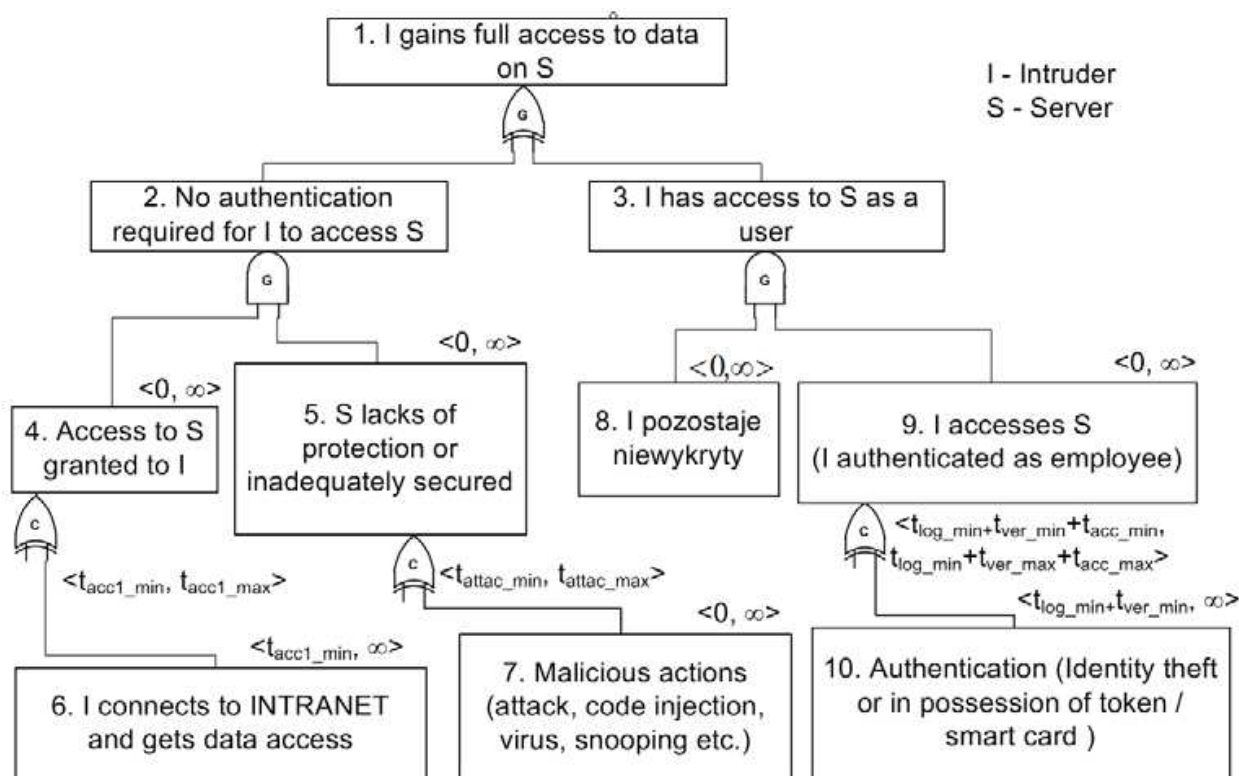 1. I gains full access to data
on S
I - Intruder
S - Server
G
2. No authentication
required for I to access S
3. I has access to S as a
user
G
G
<0, ∞>
<0, ∞>
<0,∞>
<0, ∞>
4. Access to S
granted to I
5. S lacks of
protection or
inadequately secured
8. I pozostaje
niewykryty
9. I accesses S
(I authenticated as employee)
C
C
C
<tacc1_min, tacc1_max>
<tattac_min, tattac_max>
<tlog_min+tver_min+tacc_min,
tlog_min+tver_max+tacc_max>
<tacc1_min, ∞>
<0, ∞>
<tlog_min+tver_min, ∞>
6. I connects to INTRANET
and gets data access
7. Malicious actions
(attack, code injection,
virus, snooping etc.)
10. Authentication (Identity theft
or in possession of token /
smart card )